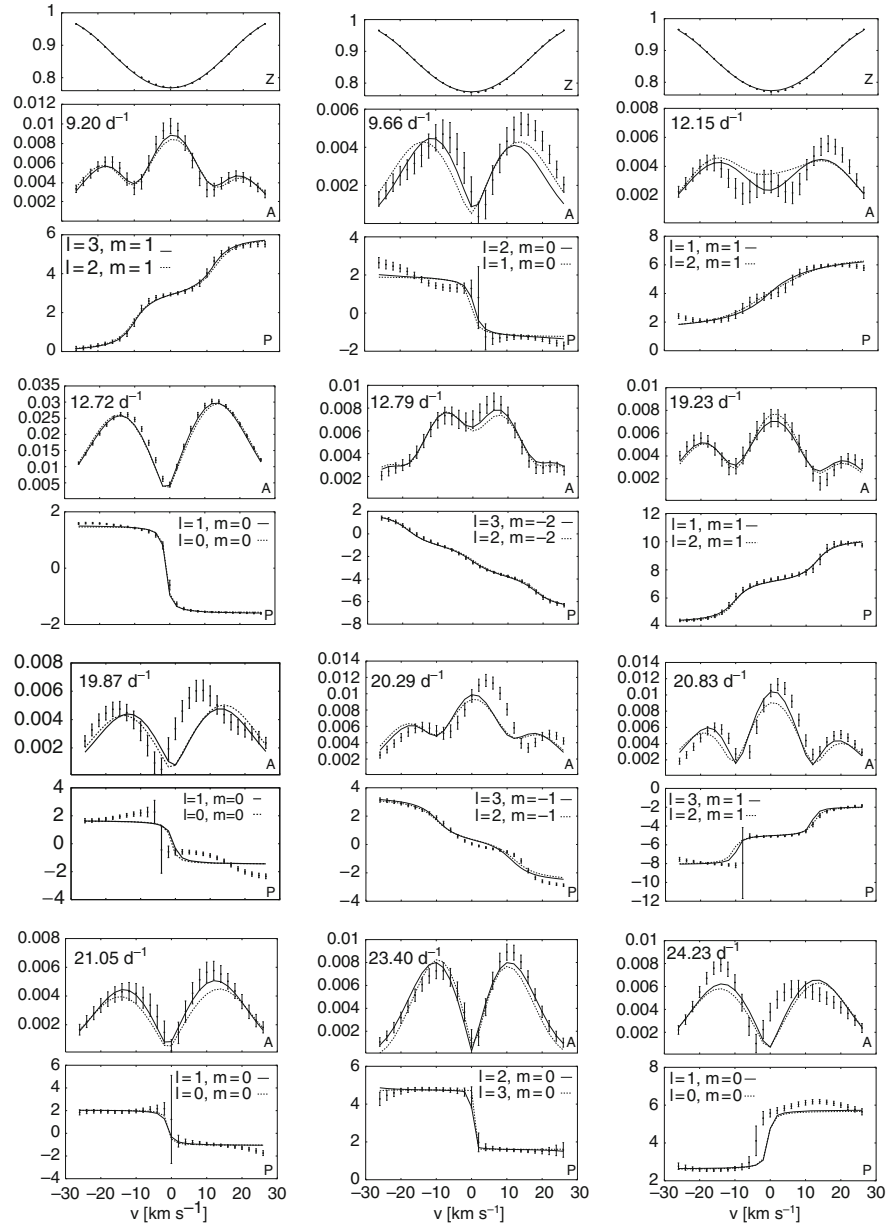 1
0.9
0.8
Z
1
0.9
0.8
Z
1
0.9
0.8
Z
0.012
0.01
0.008
0.006
0.004
0.002
9.20 d−1
A
0.006
0.004
0.002
9.66 d−1
A
0.008
0.006
0.004
0.002
12.15 d−1
A
6
4
2
0
l=3, m=1
l=2, m=1
P
4
2
0
−2
l=2, m=0
l=1, m=0
P
8
6
4
2
0
l=1, m=1
l=2, m=1
P
0.035
0.03
0.025
0.02
0.015
0.01
0.005
12.72 d−1
A
0.01
0.008
0.006
0.004
0.002
12.79 d−1
A
0.01
0.008
0.006
0.004
0.002
19.23 d−1
A
2
0
−2
l=1, m=0
l=0, m=0
P
2
0
−2
−4
−6
−8
l=3, m=−2
l=2, m=−2
P
12
10
8
6
4
l=1, m=1
l=2, m=1
P
0.008
0.006
0.004
0.002
19.87 d−1
A
0.014
0.01
0.006
0.002
20.29 d−1
A
0.014
0.012
0.01
0.008
0.006
0.004
0.002
20.83 d−1
A
4
2
0
−2
−4
l=1, m=0
l=0, m=0
P
4
2
0
−2
−4
l=3, m=−1
l=2, m=−1
P
0
−2
−4
−6
−8
−10
−12
l=3, m=1
l=2, m=1
P
0.008
0.006
0.004
0.002
21.05 d−1
A
0.01
0.008
0.006
0.004
0.002
23.40 d−1
A
0.01
0.008
0.006
0.004
0.002
24.23 d−1
A
6
4
2
0
−2
−4
l=1, m=0
l=0, m=0
P
−30 −20 −10 0 10 20 30
v [km s−1]
6
4
2
0
l=2, m=0
l=3, m=0
P
−30 −20 −10 0 10 20 30
v [km s−1]
8
6
4
2
l=1, m=0
l=0, m=0
P
−30 −20 −10 0 10 20 30
v [km s−1]